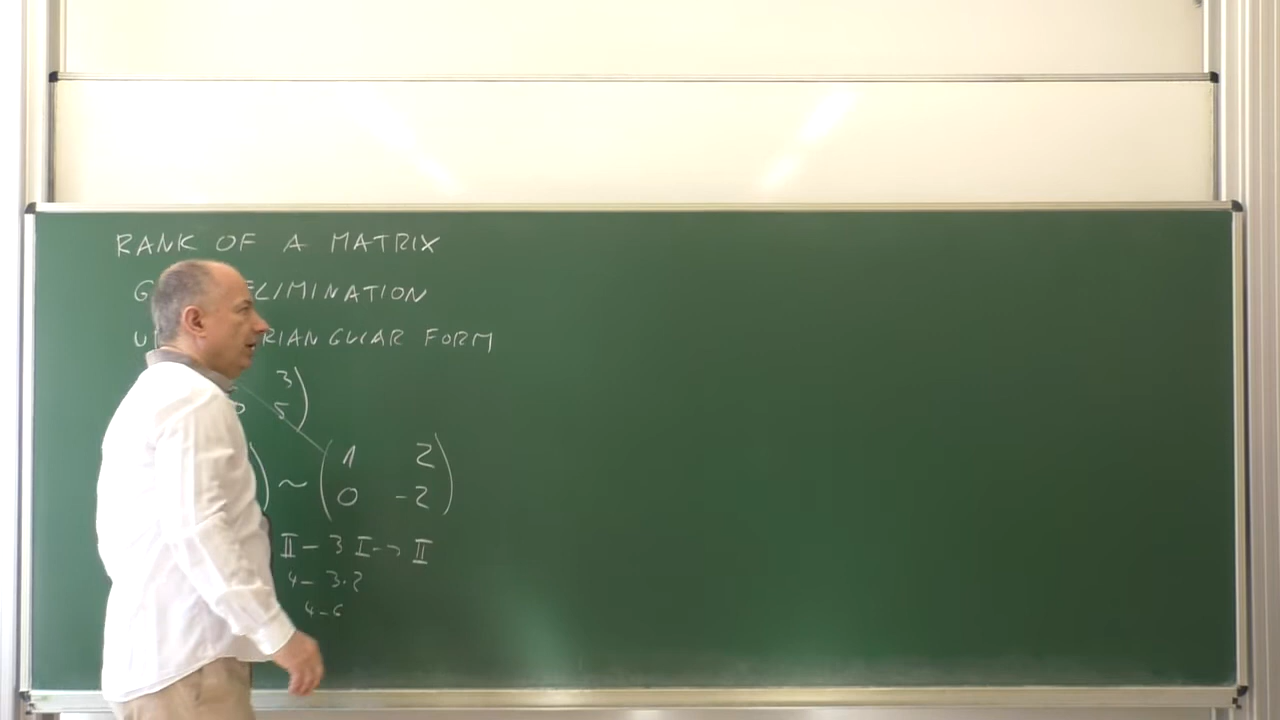 RANK OF A MATRIX
G ELIMINATION
U RIANGULAR FORM
3
5
) ~ ( 1 2
0 -2 )
II - 3 I -> II
4 - 3·2
4 - 6